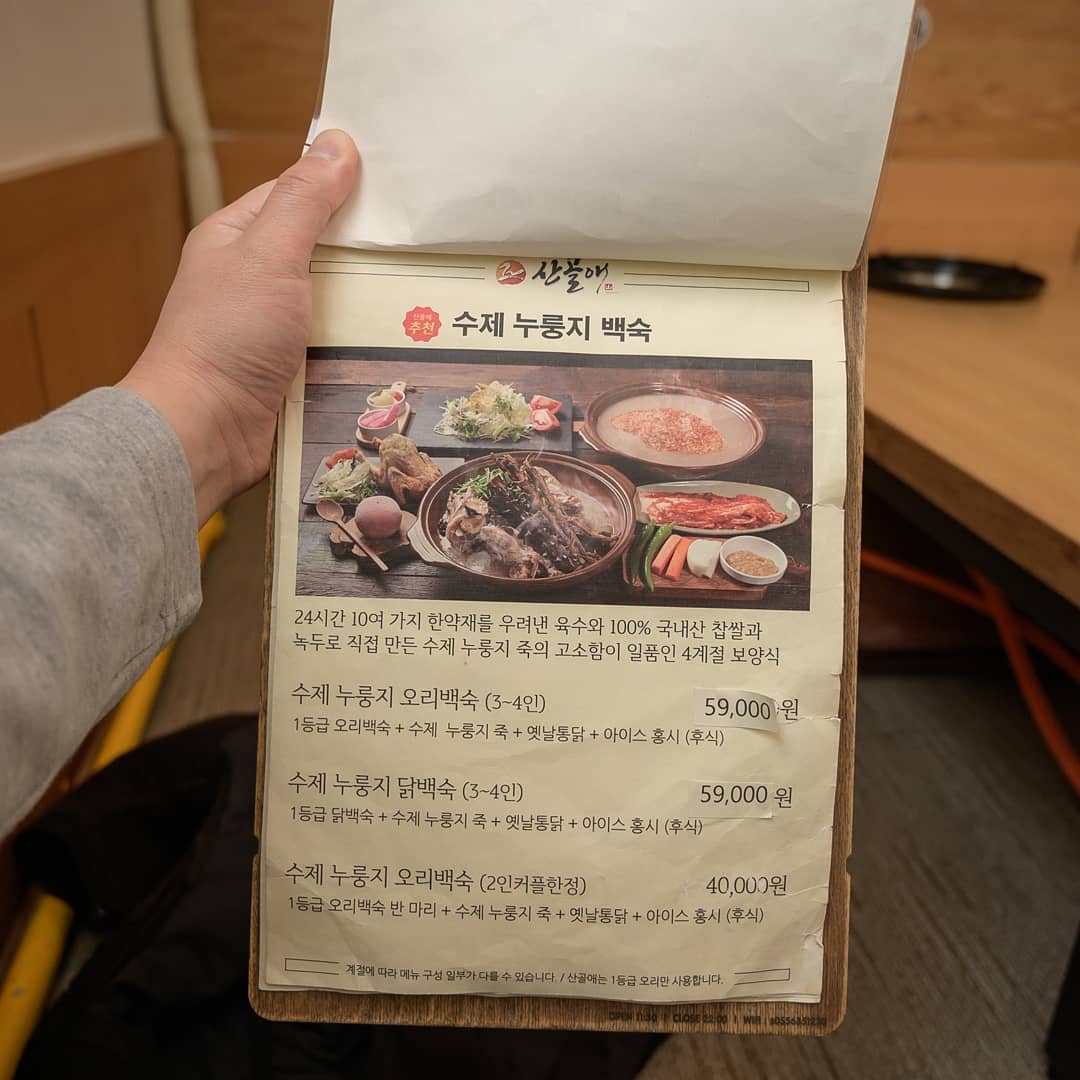 산골애
산골애
추천
수제 누룽지 백숙
24시간 10여 가지 한약재를 우려낸 육수와 100% 국내산 찹쌀과
녹두로 직접 만든 수제 누룽지 죽의 고소함이 일품인 4계절 보양식
수제 누룽지 오리백숙 (3~4인) 59,000 원
1등급 오리백숙 + 수제 누룽지 죽 + 옛날통닭 + 아이스 홍시 (후식)
수제 누룽지 닭백숙 (3~4인) 59,000 원
1등급 닭백숙 + 수제 누룽지 죽 + 옛날통닭 + 아이스 홍시 (후식)
수제 누룽지 오리백숙 (2인커플한정) 40,000원
1등급 오리백숙 반 마리 + 수제 누룽지 죽 + 옛날통닭 + 아이스 홍시 (후식)
계절에 따라 메뉴 구성 일부가 다를 수 있습니다. / 산골애는 1등급 오리만 사용합니다.
OPEN 11:30 | CLOSE 22:00 | WIFI